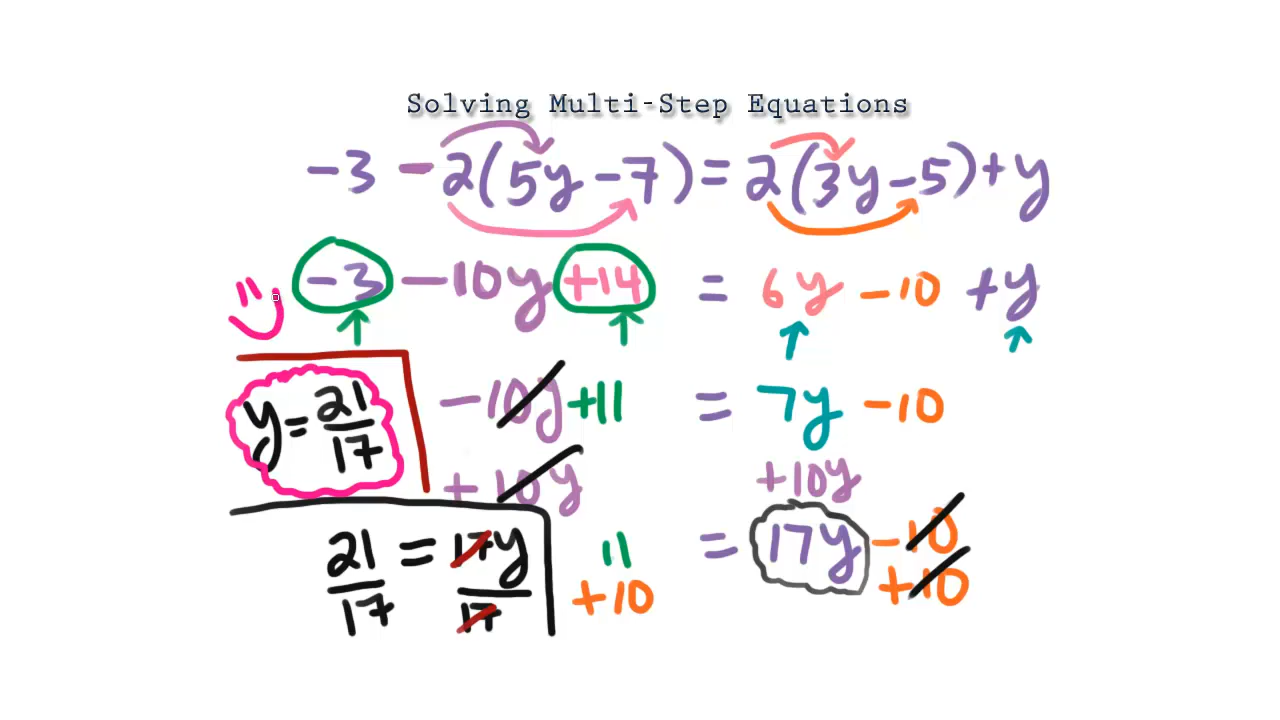 Solving Multi-Step Equations
-3 - 2(5y - 7) = 2(3y - 5) + y
-3 - 10y + 14 = 6y - 10 + y
-10y + 11 = 7y - 10
+ 10y +10y
11 = 17y - 10
+10 +10
21/17 = 17y/17
y = 21/17